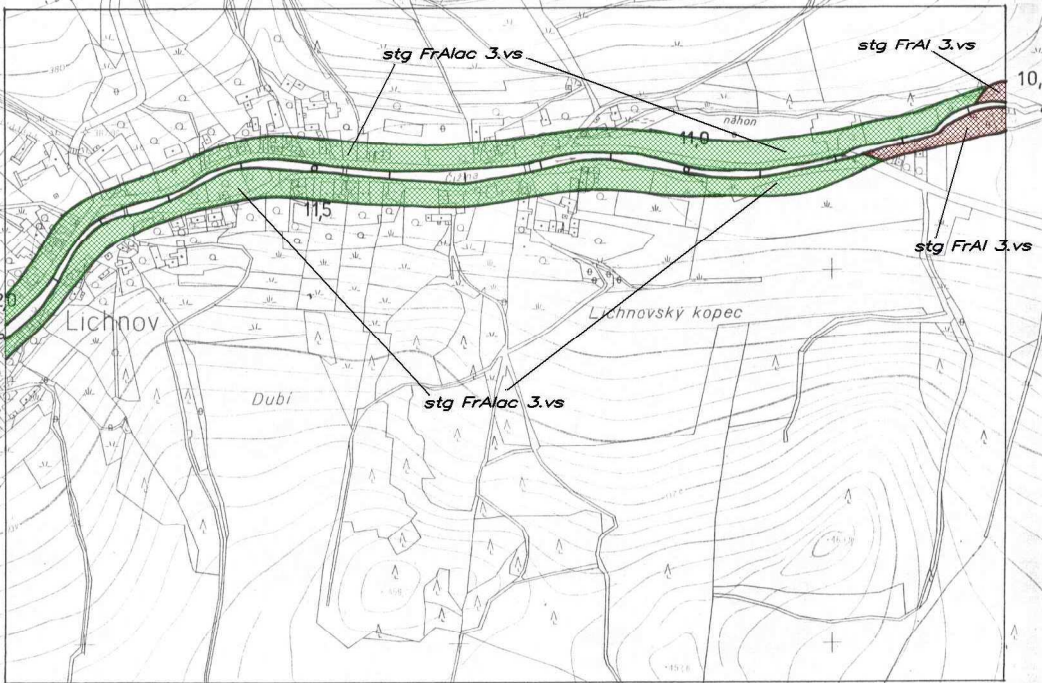 stg FrAlac 3.vs
stg FrAl 3.vs
10,
11,0
náhon
Čižina
11,5
stg FrAl 3.vs
Lichnov
Lichnovský kopec
Dubí
stg FrAlac 3.vs